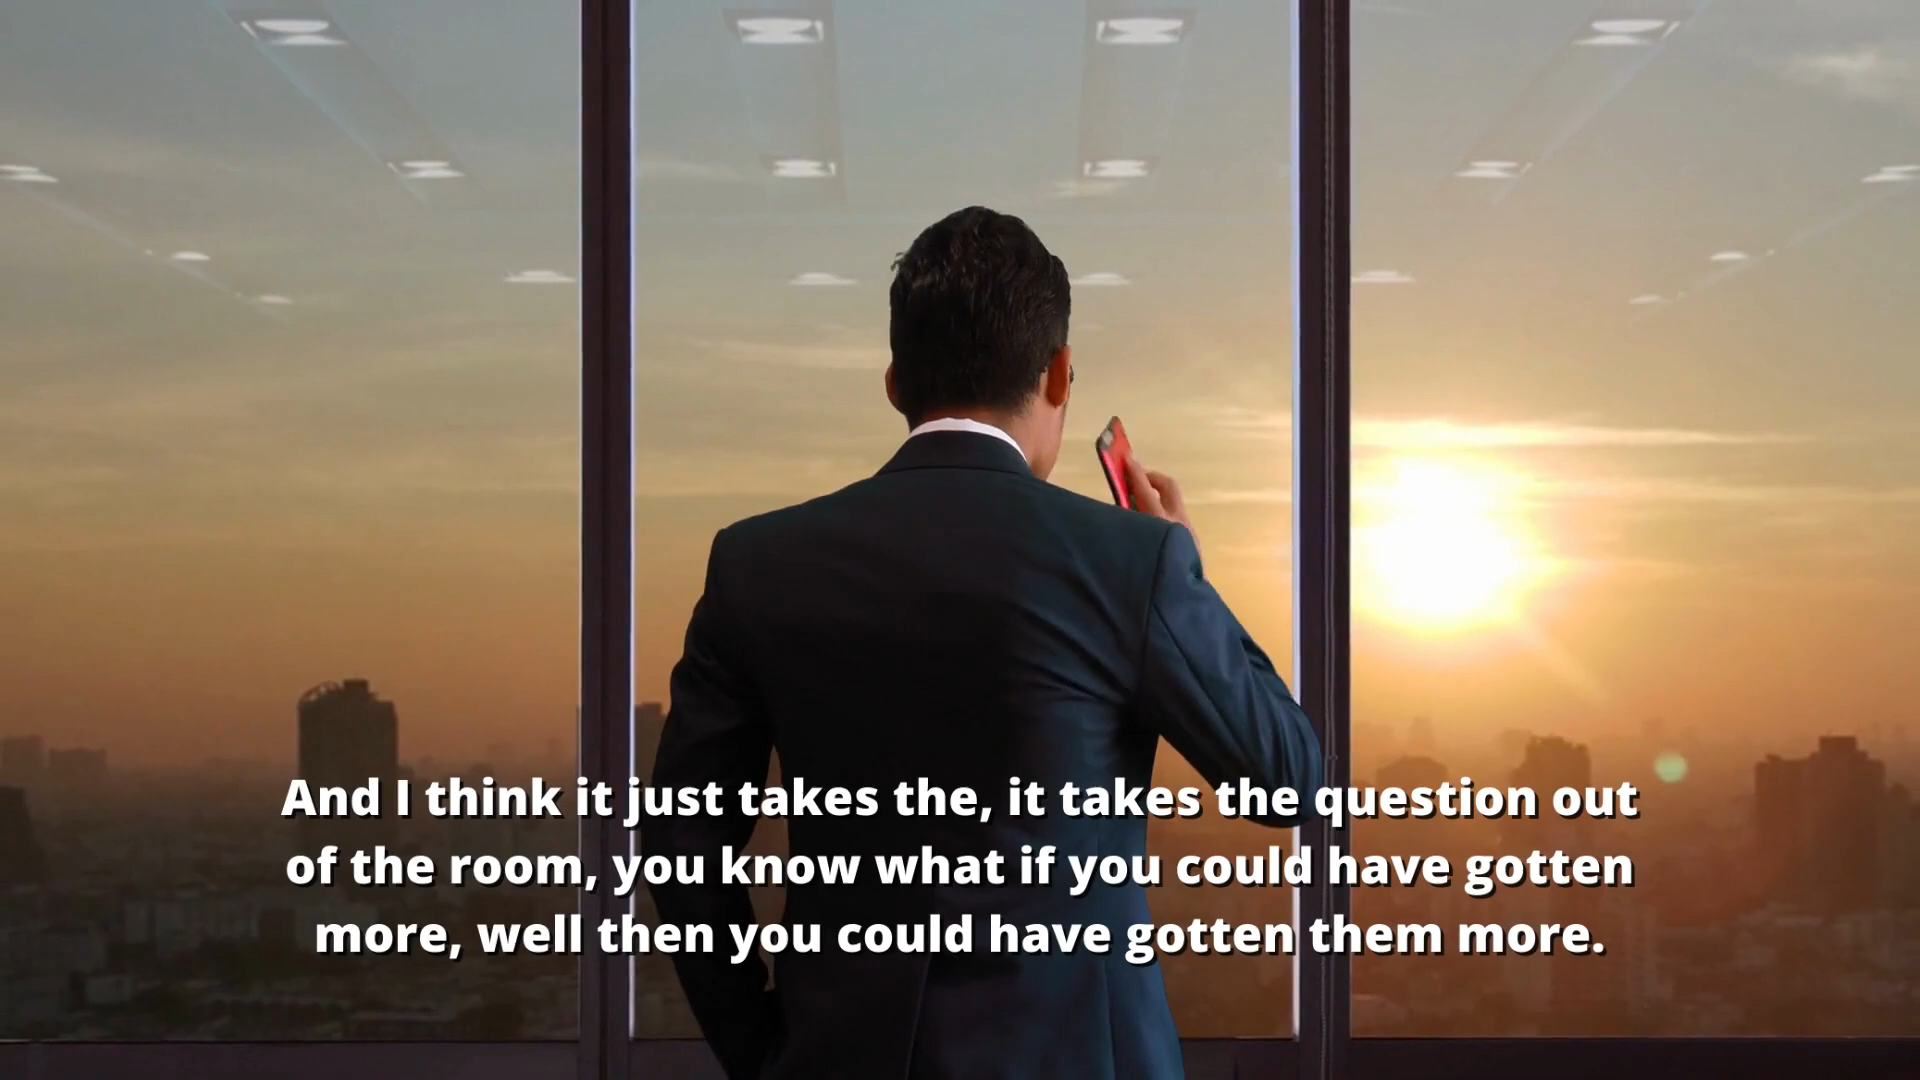 And I think it just takes the, it takes the question out
of the room, you know what if you could have gotten
more, well then you could have gotten them more.